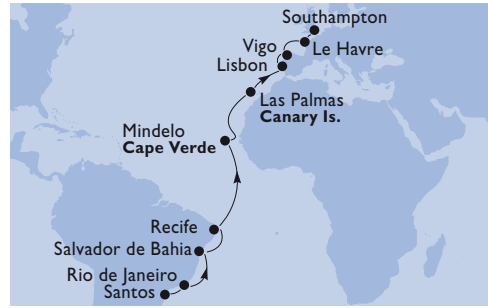 Southampton
Vigo
Le Havre
Lisbon
Las Palmas
Canary Is.
Mindelo
Cape Verde
Recife
Salvador de Bahia
Rio de Janeiro
Santos